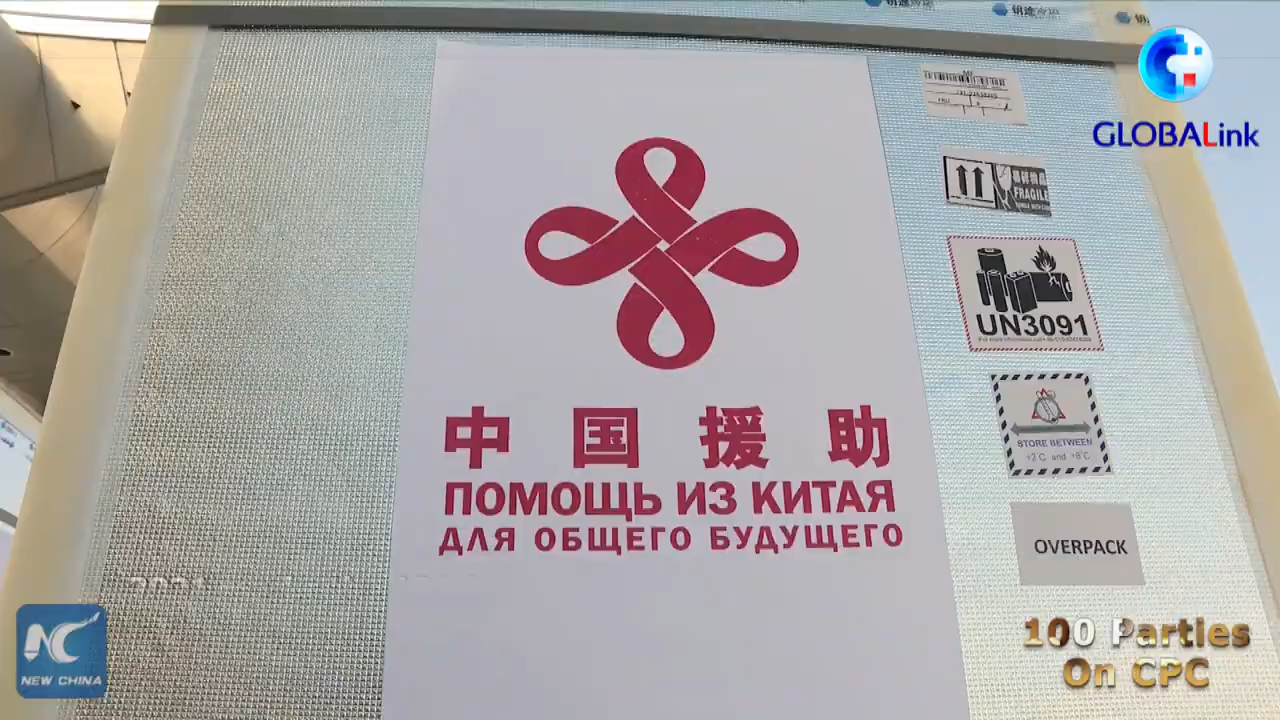 GLOBALink
FRAGILE
中国援助
ПОМОЩЬ ИЗ КИТАЯ
ДЛЯ ОБЩЕГО БУДУЩЕГО
UN3091
STORE BETWEEN
+2°C and +8°C
OVERPACK
NEW CHINA
100 Parties
On CPC